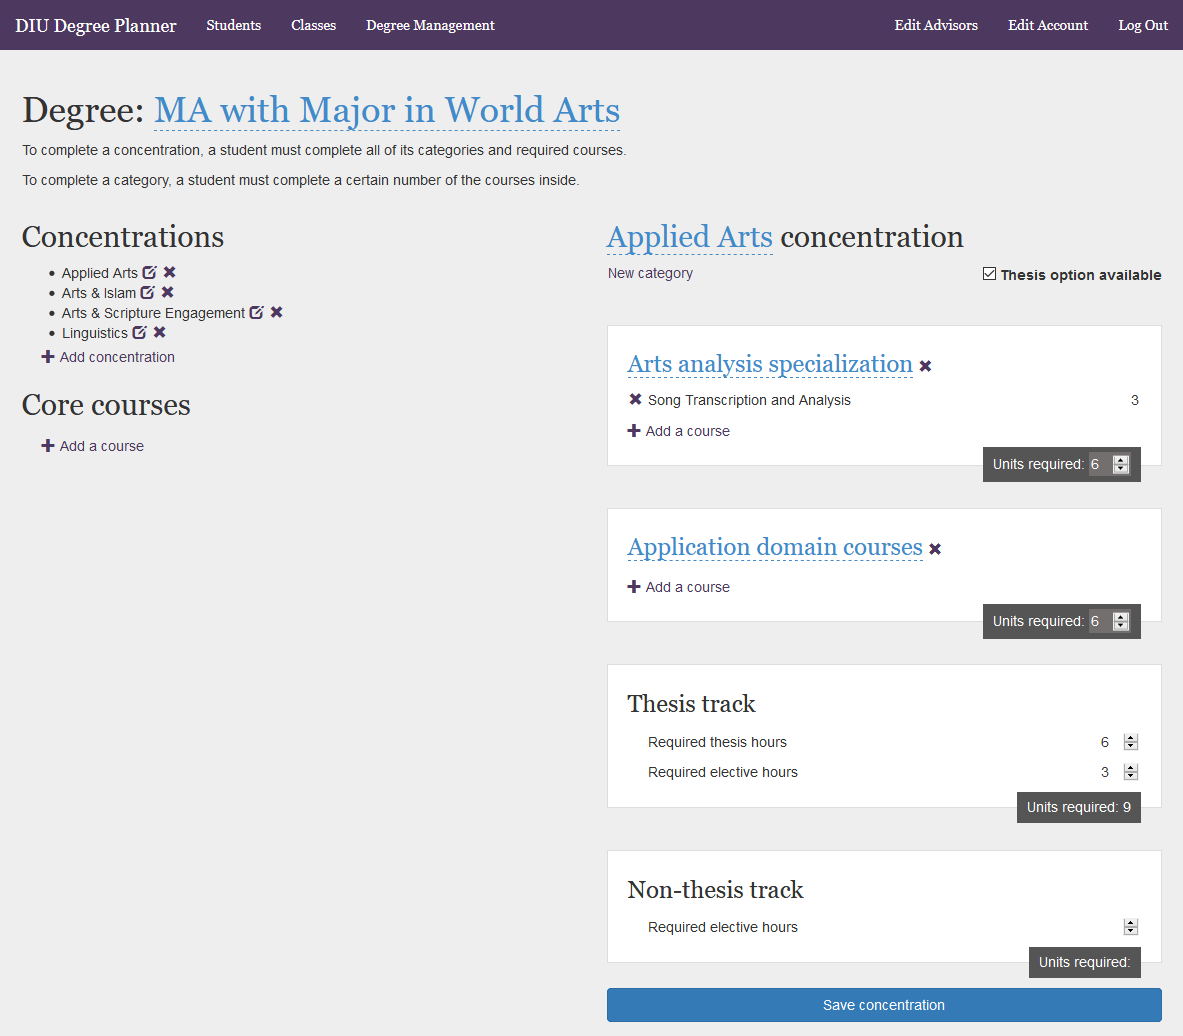 DIU Degree Planner Students Classes Degree Management Edit Advisors Edit Account Log Out
Degree: MA with Major in World Arts
To complete a concentration, a student must complete all of its categories and required courses.
To complete a category, a student must complete a certain number of the courses inside.
Concentrations
Applied Arts
Arts & Islam
Arts & Scripture Engagement
Linguistics
Add concentration
Core courses
Add a course
Applied Arts concentration
New category Thesis option available
Arts analysis specialization
Song Transcription and Analysis 3
Add a course
Units required: 6
Application domain courses
Add a course
Units required: 6
Thesis track
Required thesis hours 6
Required elective hours 3
Units required: 9
Non-thesis track
Required elective hours
Units required:
Save concentration